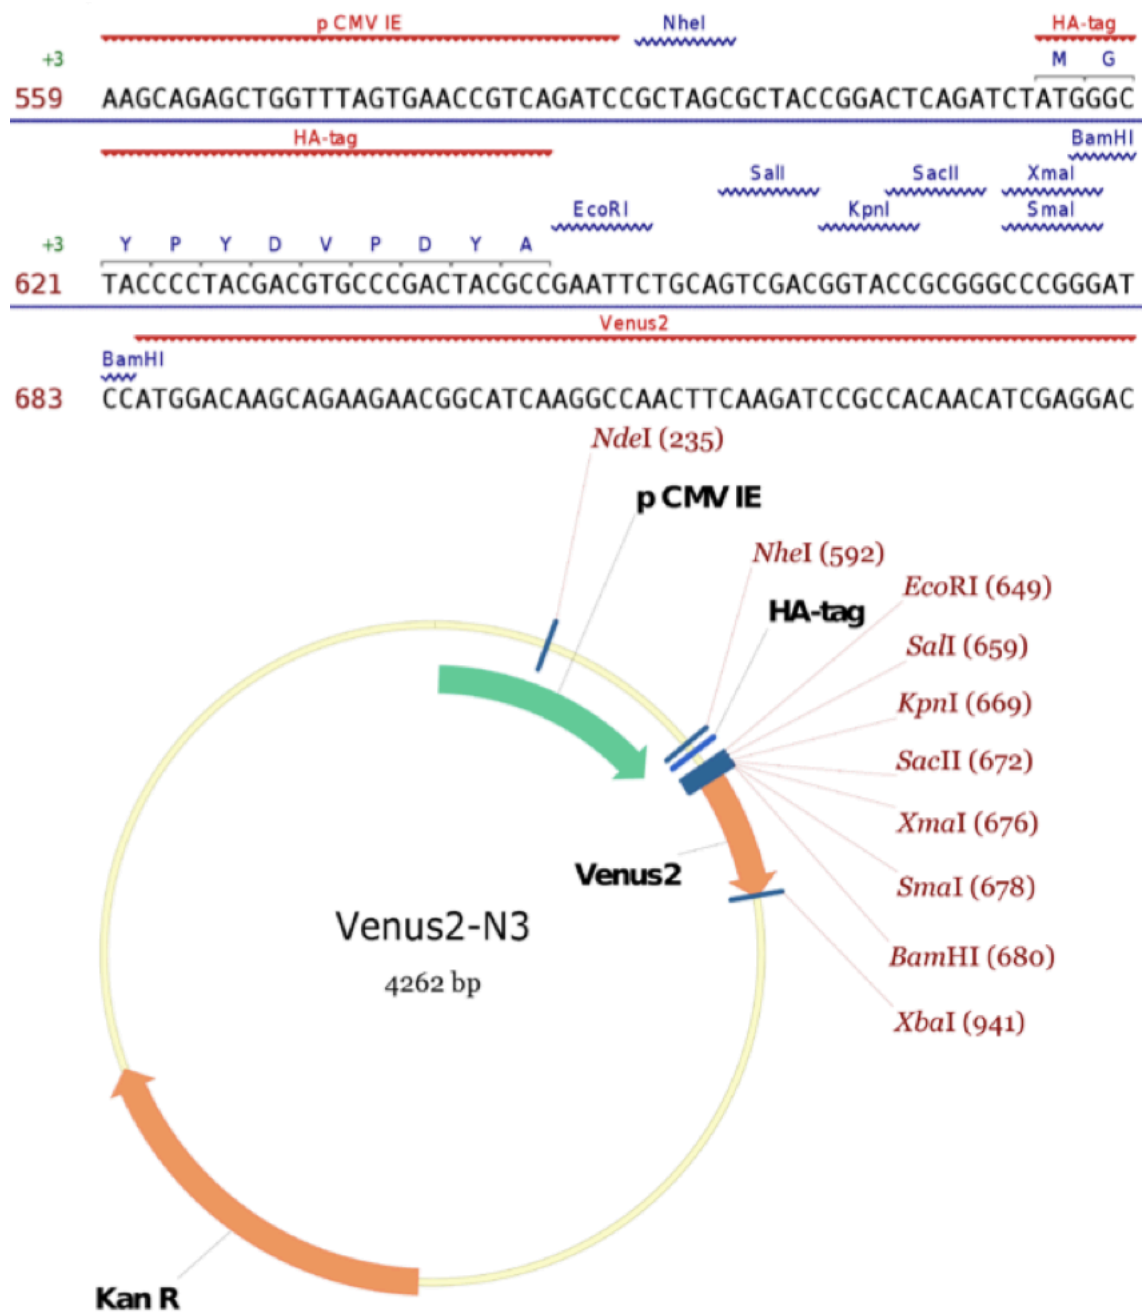 p CMV IE NheI HA-tag
+3 M G
559 AAGCAGAGCTGGTTTAGTGAACCGTCAGATCCGCTAGCGCTACCGGACTCAGATCTATGGGC
HA-tag BamHI
SalI SacII XmaI
EcoRI KpnI SmaI
+3 Y P Y D V P D Y A
621 TACCCCTACGACGTGCCCGACTACGCCGAATTCTGCAGTCGACGGTACCGCGGGCCCGGGAT
Venus2
BamHI
683 CCATGGACAAGCAGAAGAACGGCATCAAGGCCAACTTCAAGATCCGCCACAACATCGAGGAC
NdeI (235)
p CMV IE
NheI (592)
HA-tag
EcoRI (649)
SalI (659)
KpnI (669)
SacII (672)
XmaI (676)
SmaI (678)
BamHI (680)
XbaI (941)
Venus2
Venus2-N3
4262 bp
Kan R